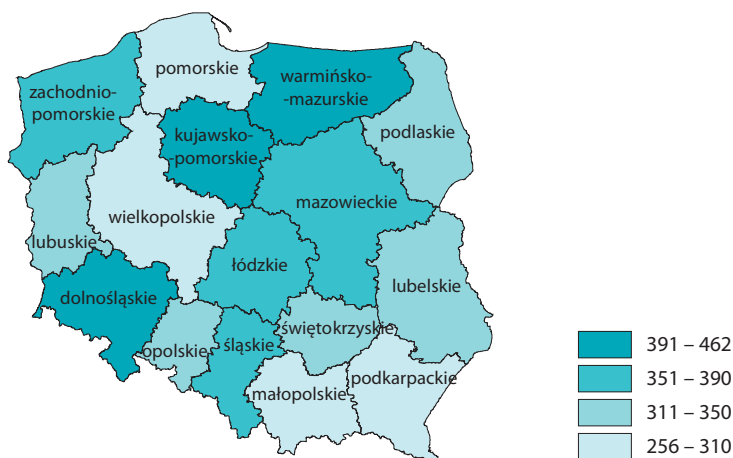 pomorskie
warmińsko-
-mazurskie
zachodnio-
pomorskie
kujawsko-
-pomorskie
podlaskie
mazowieckie
wielkopolskie
lubuskie
łódzkie
lubelskie
dolnośląskie
świętokrzyskie
opolskie
śląskie
podkarpackie
małopolskie
391 – 462
351 – 390
311 – 350
256 – 310